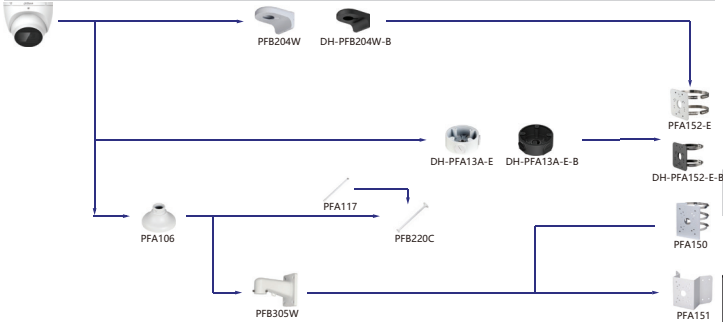 PFB204W
DH-PFB204W-B
PFA152-E
DH-PFA13A-E
DH-PFA13A-E-B
DH-PFA152-E-B
PFA117
PFA106
PFB220C
PFA150
PFB305W
PFA151